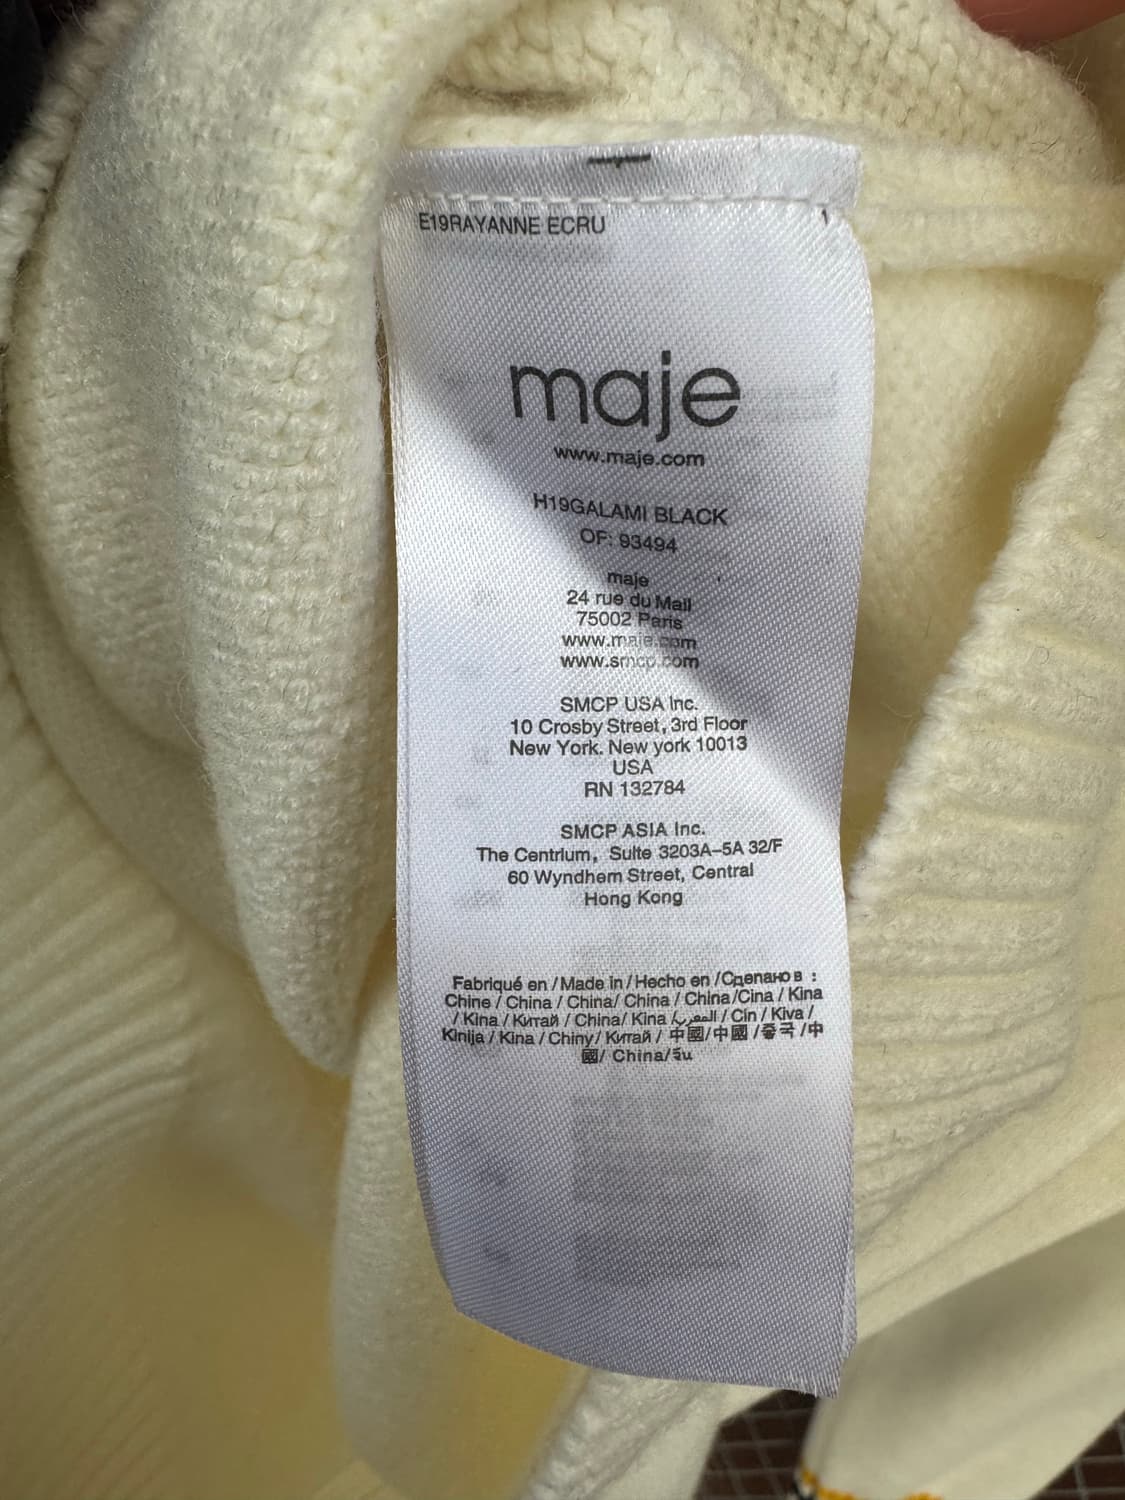 E19RAYANNE ECRU
maje
www.maje.com
H19GALAMI BLACK
OF: 93494
maje
24 rue du Mail
75002 Paris
www.maje.com
www.smcp.com
SMCP USA Inc.
10 Crosby Street, 3rd Floor
New York. New york 10013
USA
RN 132784
SMCP ASIA Inc.
The Centrlum, Suite 3203A-5A 32/F
60 Wyndhem Street, Central
Hong Kong
Fabriqué en / Made in / Hecho en / Сделано в :
Chine / China / China/ China / China /Cina / Kina
/ Kina / Китай / China/ Kina / / Cin / Kiva /
Kinija / Kina / Chiny/ Китай / 中國/中國 /중국 /中
國/ China/จีน